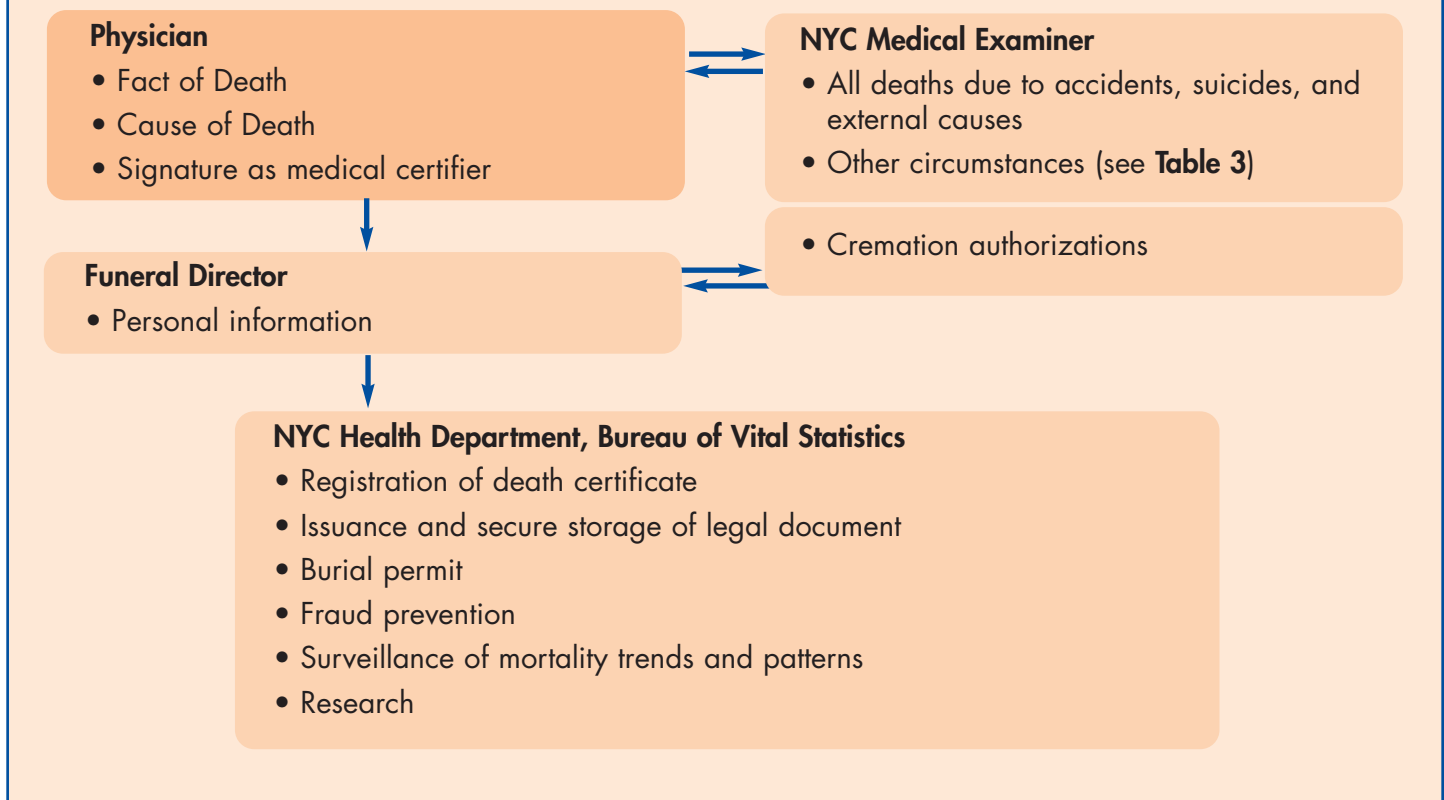 Physician
• Fact of Death
• Cause of Death
• Signature as medical certifier
NYC Medical Examiner
• All deaths due to accidents, suicides, and
external causes
• Other circumstances (see Table 3)
• Cremation authorizations
Funeral Director
• Personal information
NYC Health Department, Bureau of Vital Statistics
• Registration of death certificate
• Issuance and secure storage of legal document
• Burial permit
• Fraud prevention
• Surveillance of mortality trends and patterns
• Research